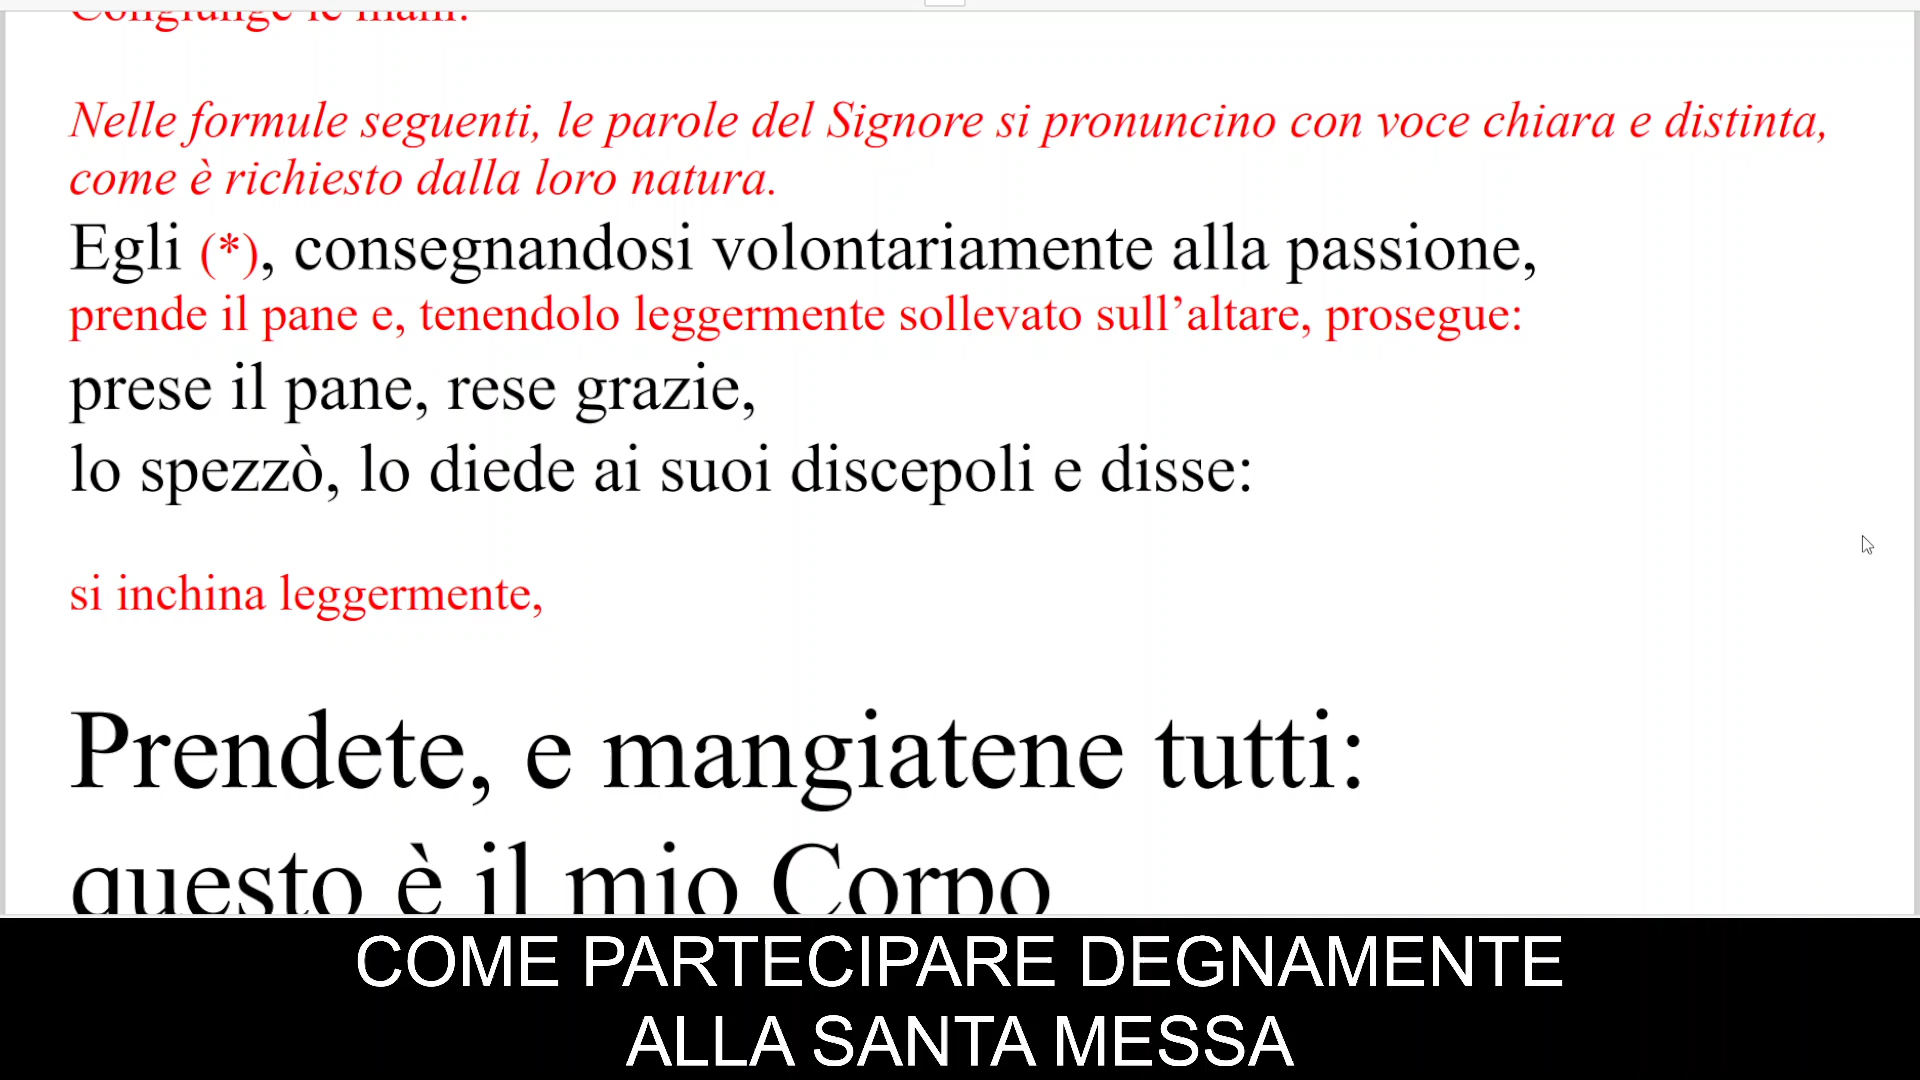 Congiunge le mani.
Nelle formule seguenti, le parole del Signore si pronuncino con voce chiara e distinta,
come è richiesto dalla loro natura.
Egli (*), consegnandosi volontariamente alla passione,
prende il pane e, tenendolo leggermente sollevato sull’altare, prosegue:
prese il pane, rese grazie,
lo spezzò, lo diede ai suoi discepoli e disse:
si inchina leggermente,
Prendete, e mangiatene tutti:
questo è il mio Corpo
COME PARTECIPARE DEGNAMENTE
ALLA SANTA MESSA